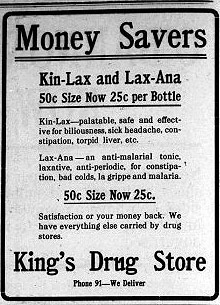 Money Savers
Kin-Lax and Lax-Ana
50c Size Now 25c per Bottle
Kin-Lax—palatable, safe and effect-
ive for biliousness, sick headache, con-
stipation, torpid liver, etc.
Lax-Ana — an anti-malarial tonic,
laxative, anti-periodic, for constipa-
tion, bad colds, la grippe and malaria.
50c Size Now 25c.
Satisfaction or your money back. We
have everything else carried by drug
stores.
King's Drug Store
Phone 91—We Deliver